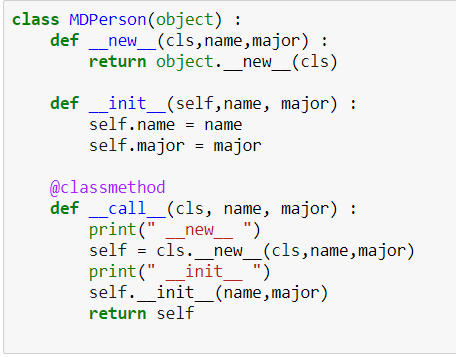 class MDPerson(object) :
    def __new__(cls,name,major) :
        return object.__new__(cls)

    def __init__(self,name, major) :
        self.name = name
        self.major = major

    @classmethod
    def __call__(cls, name, major) :
        print(" __new__ ")
        self = cls.__new__(cls,name,major)
        print(" __init__ ")
        self.__init__(name,major)
        return self